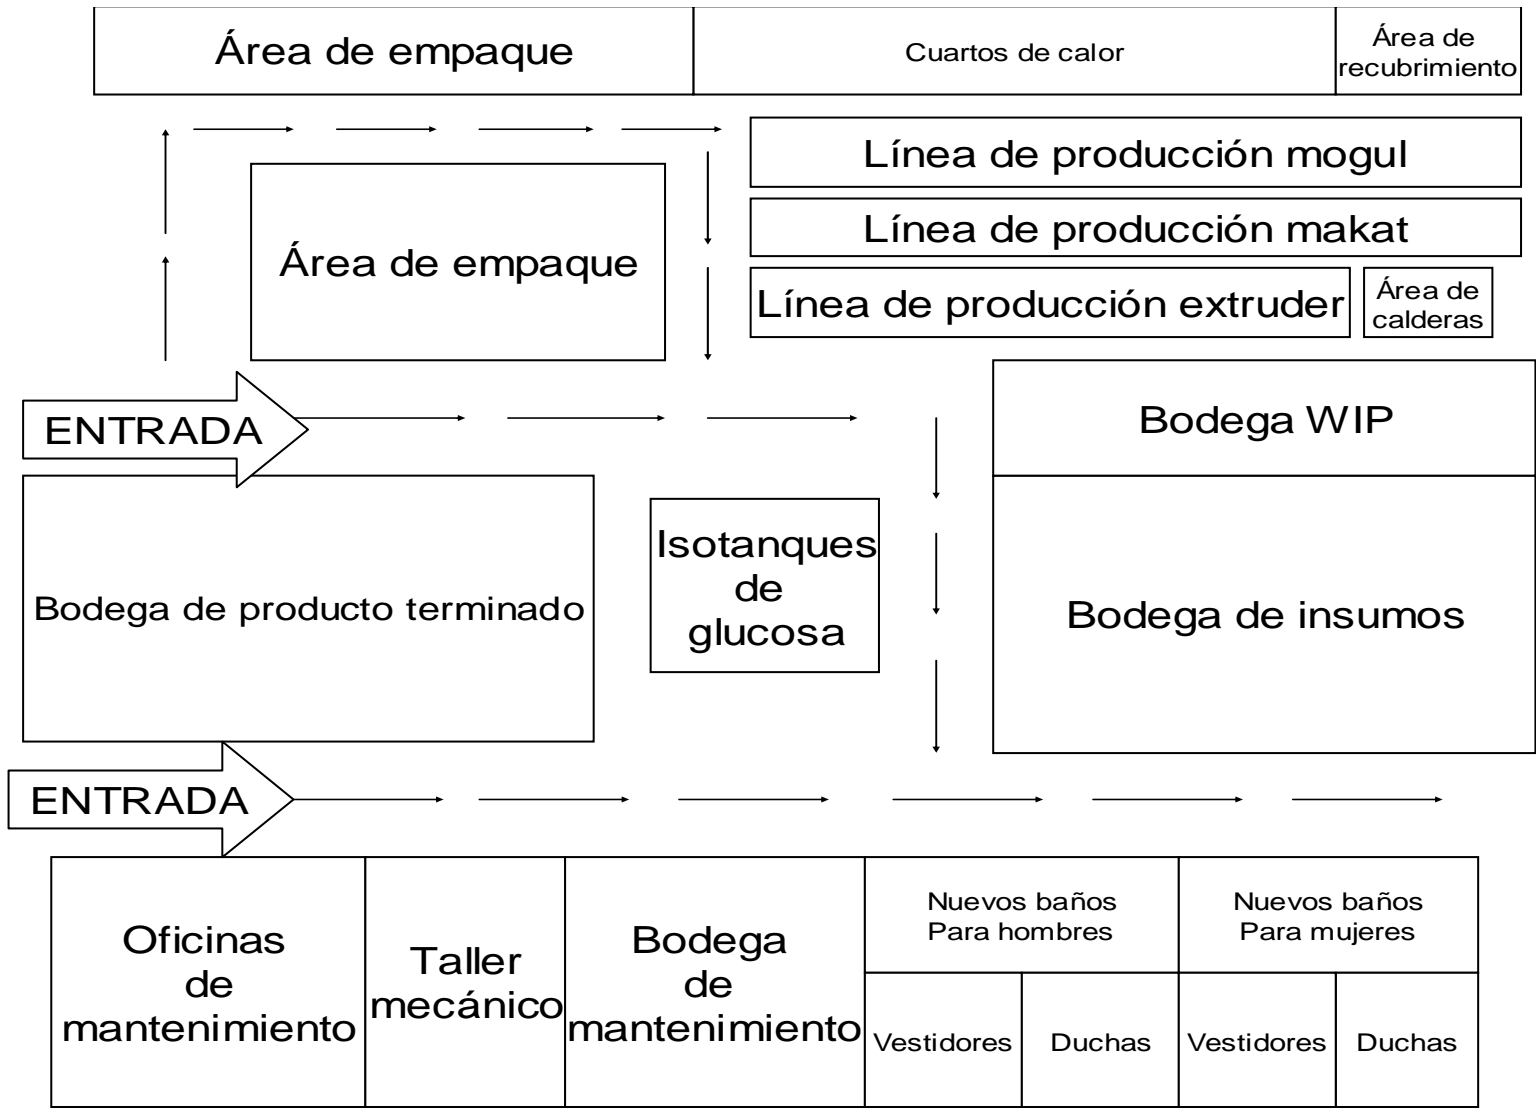 Área de empaque
Cuartos de calor
Área de
recubrimiento
Línea de producción mogul
Área de empaque
Línea de producción makat
Línea de producción extruder
Área de
calderas
ENTRADA
Bodega WIP
Bodega de producto terminado
Isotanques
de
glucosa
Bodega de insumos
ENTRADA
Oficinas
de
mantenimiento
Taller
mecánico
Bodega
de
mantenimiento
Nuevos baños
Para hombres
Nuevos baños
Para mujeres
Vestidores
Duchas
Vestidores
Duchas